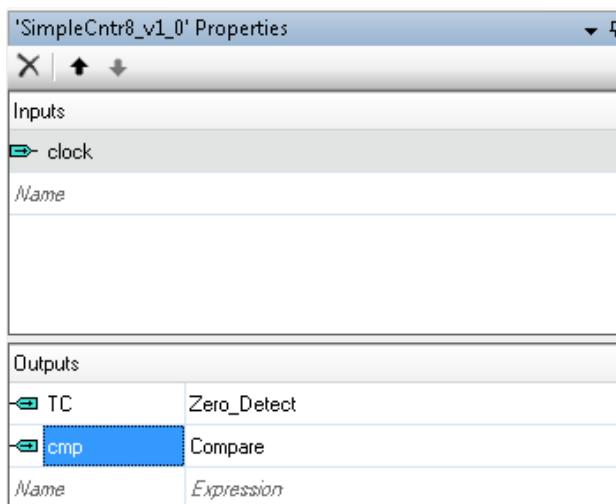 'SimpleCntr8_v1_0' Properties
Inputs
clock
Name
Outputs
TC Zero_Detect
cmp Compare
Name Expression